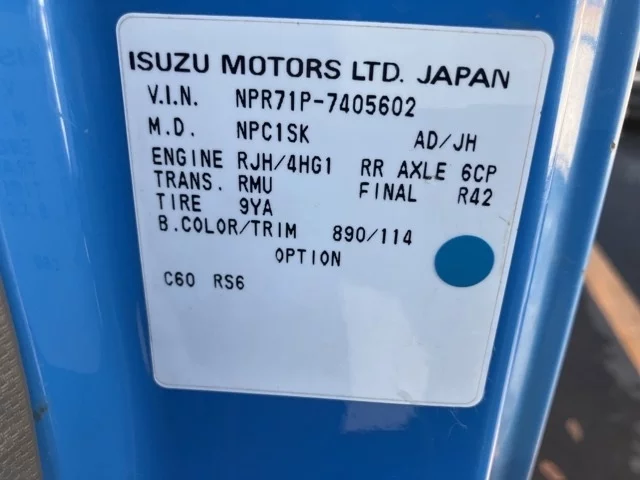 ISUZU MOTORS LTD. JAPAN
V.I.N. NPR71P-7405602
M.D. NPC1SK AD/JH
ENGINE RJH/4HG1 RR AXLE 6CP
TRANS. RMU FINAL R42
TIRE 9YA
B.COLOR/TRIM 890/114
OPTION
C60 RS6